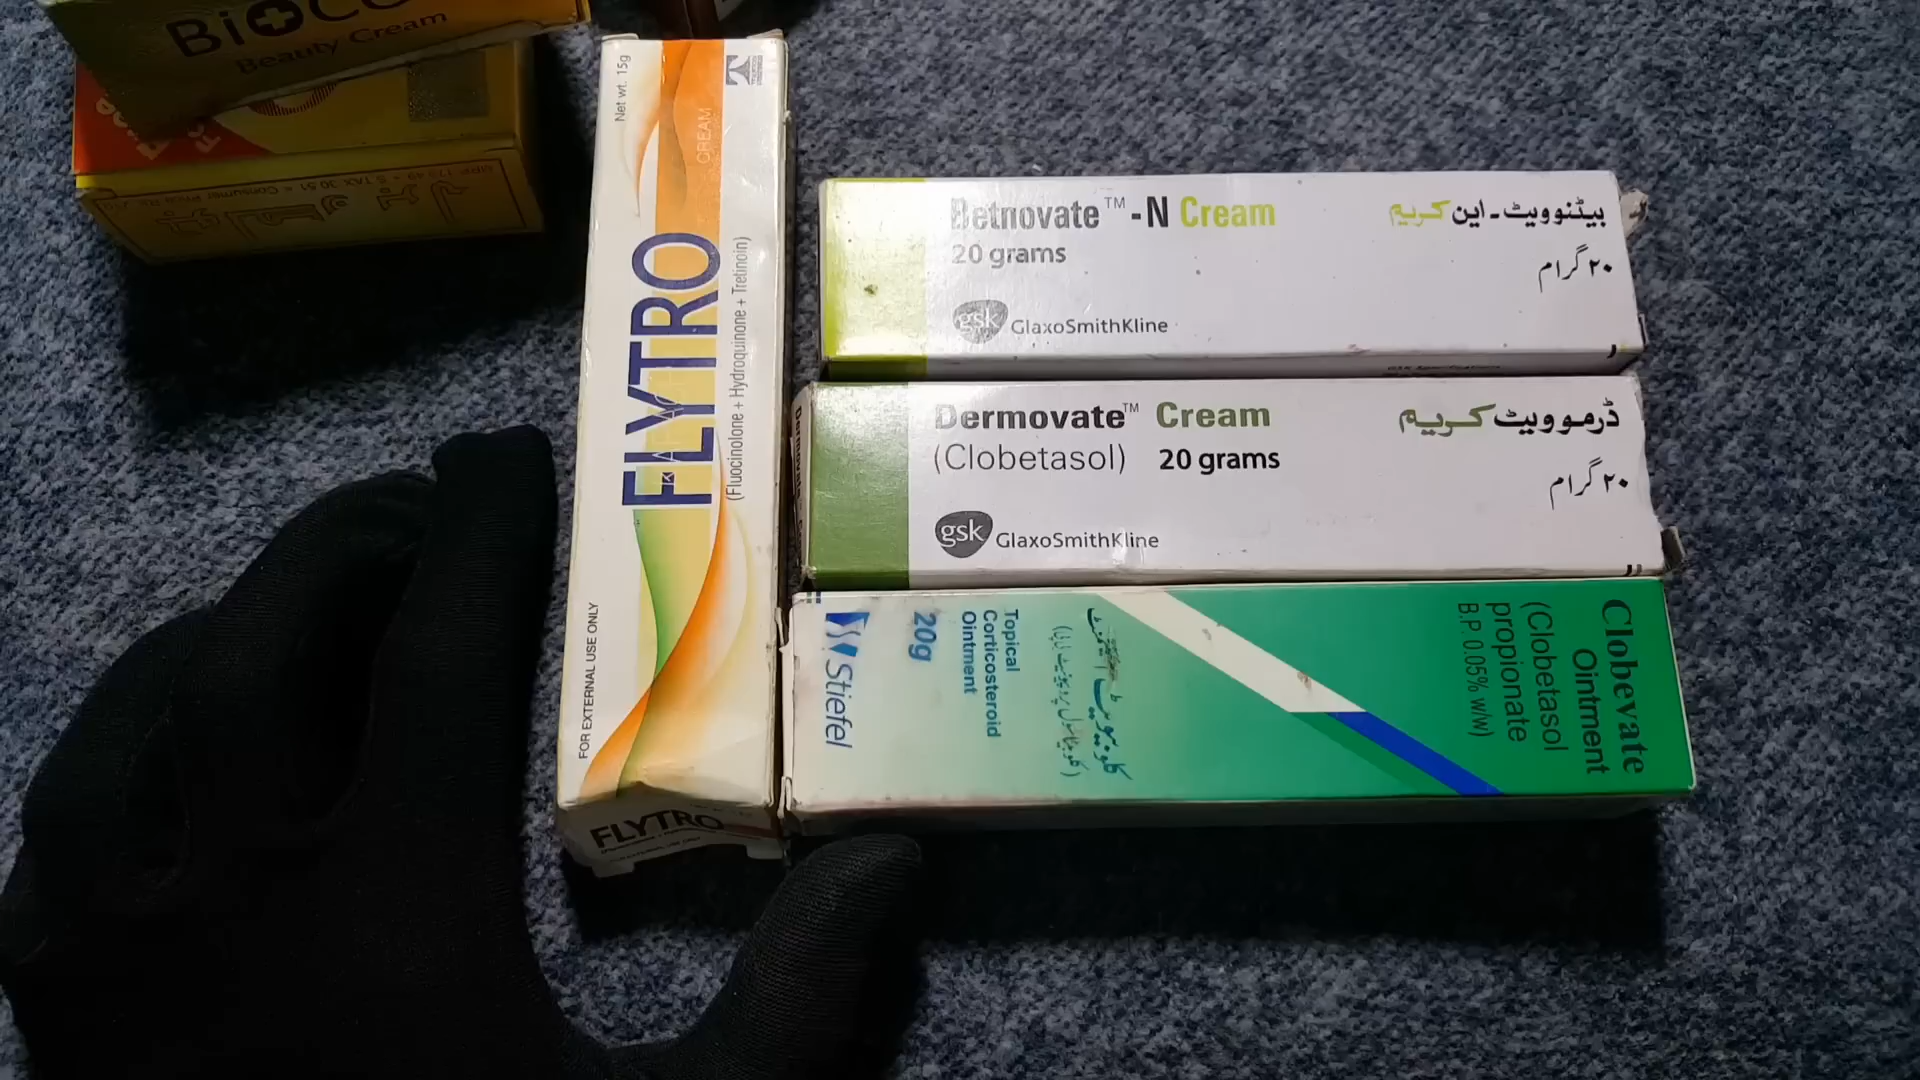 BiOCO
Beauty Cream
Net wt. 15g
CREAM
FLYTRO
(Fluocinolone + Hydroquinone + Tretinoin)
FOR EXTERNAL USE ONLY
FLYTRO
Betnovate™-N Cream
20 grams
بیٹنوویٹ-این کریم
۲۰ گرام
gsk GlaxoSmithKline
Dermovate™ Cream
(Clobetasol) 20 grams
ڈرموویٹ کریم
۲۰ گرام
gsk GlaxoSmithKline
Clobevate
Ointment
(Clobetasol
propionate
B.P. 0.05% w/w)
Topical
Corticosteroid
Ointment
20g
Stiefel